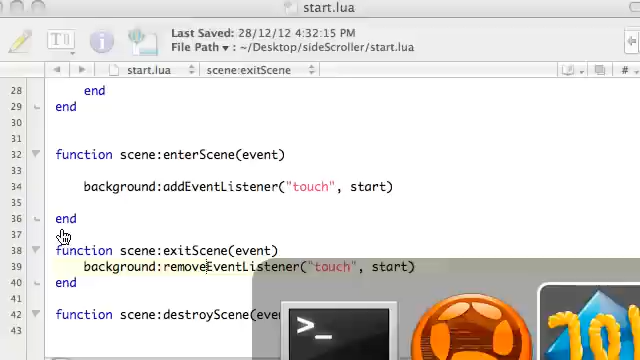 start.lua
Last Saved: 28/12/12 4:32:15 PM
File Path ▾: ~/Desktop/sideScroller/start.lua
start.lua scene:exitScene
28 end
29 end
30
31
32 function scene:enterScene(event)
33
34 background:addEventListener("touch", start)
35
36 end
37
38 function scene:exitScene(event)
39 background:removeEventListener("touch", start)
40 end
41
42 function scene:destroyScene(eve
43
>_